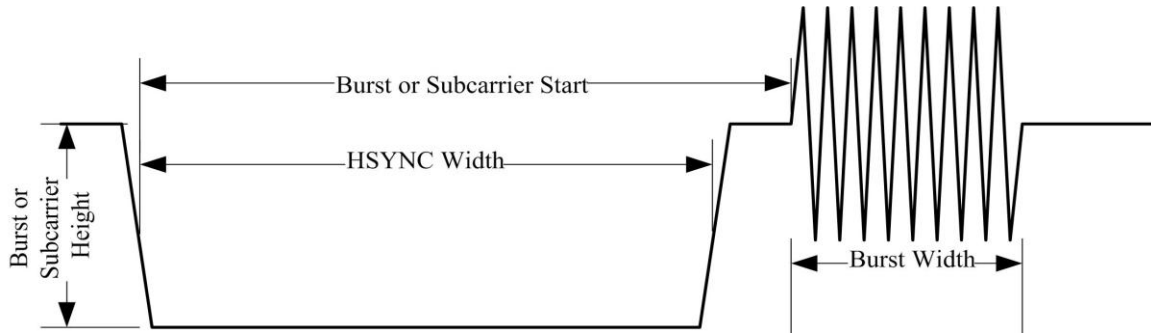 Burst or Subcarrier Start
HSYNC Width
Burst or
Subcarrier
Height
Burst Width